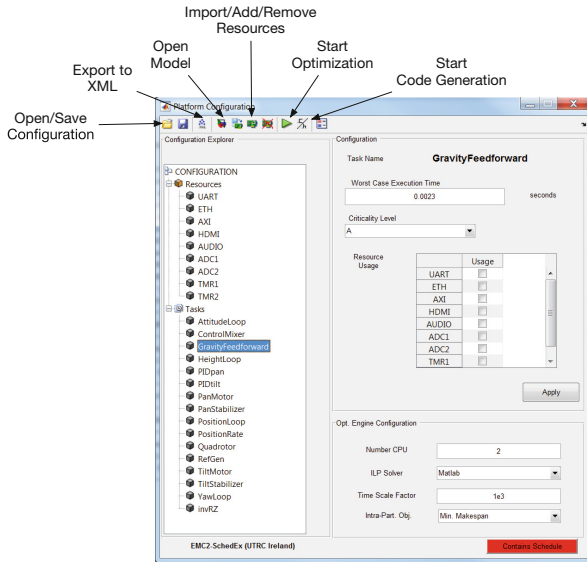 Import/Add/Remove
Resources
Open
Model
Start
Optimization
Export to
XML
Start
Code Generation
Open/Save
Configuration
Platform Configuration
Configuration Explorer
CONFIGURATION
Resources
UART
ETH
AXI
HDMI
AUDIO
ADC1
ADC2
TMR1
TMR2
Tasks
AttitudeLoop
ControlMixer
GravityFeedforward
HeightLoop
PIDpan
PIDtilt
PanMotor
PanStabilizer
PositionLoop
PositionRate
Quadrotor
RefGen
TiltMotor
TiltStabilizer
YawLoop
invRZ
EMC2-SchedEx (UTRC Ireland)
Configuration
Task Name GravityFeedforward
Worst Case Execution Time
0.0023 seconds
Criticality Level
A
Resource
Usage
Usage
UART
ETH
AXI
HDMI
AUDIO
ADC1
ADC2
TMR1
Apply
Opt. Engine Configuration
Number CPU 2
ILP Solver Matlab
Time Scale Factor 1e3
Intra-Part. Obj. Min. Makespan
Contains Schedule